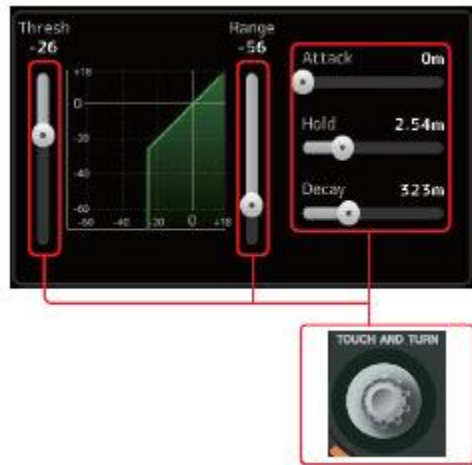 Thresh
-26
Range
-56
Attack 0m
Hold 2.54m
Decay 323m
+18
0
-20
-40
-60
-60 -40 -20 0 +18
TOUCH AND TURN